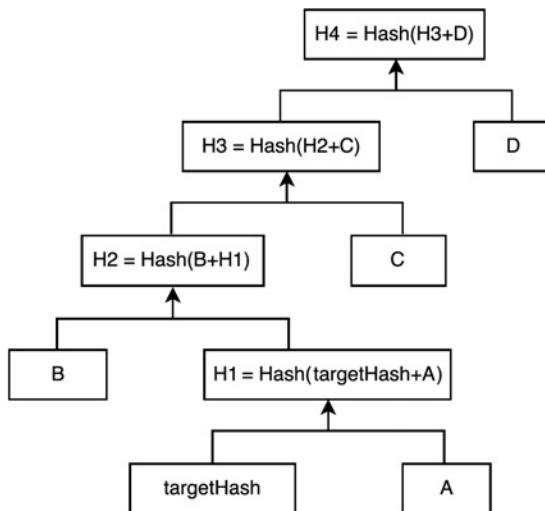 H4 = Hash(H3+D)
H3 = Hash(H2+C)
D
H2 = Hash(B+H1)
C
B
H1 = Hash(targetHash+A)
targetHash
A